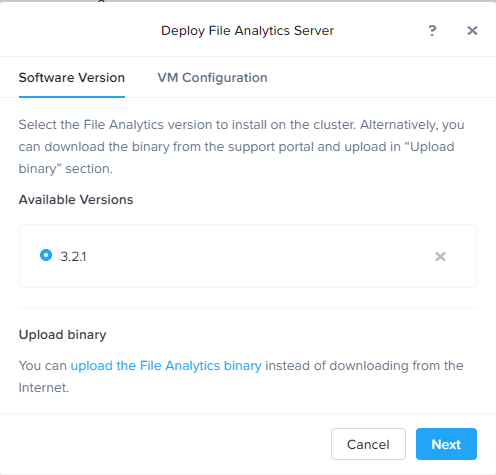 Deploy File Analytics Server
?
Software Version
VM Configuration
Select the File Analytics version to install on the cluster. Alternatively, you
can download the binary from the support portal and upload in “Upload
binary” section.
Available Versions
3.2.1
Upload binary
You can upload the File Analytics binary instead of downloading from the
Internet.
Cancel
Next